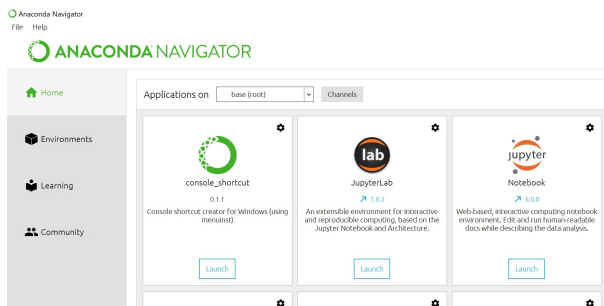 Anaconda Navigator
File Help
ANACONDA NAVIGATOR
Home
Applications on base (root) Channels
Environments
Learning
Community
console_shortcut
0.1.1
Console shortcut creator for Windows (using
menuinst)
Launch
lab
JupyterLab
1.0.2
An extensible environment for interactive
and reproducible computing, based on the
Jupyter Notebook and Architecture.
Launch
jupyter
Notebook
6.0.0
Web-based, interactive computing notebook
environment. Edit and run human-readable
docs while describing the data analysis.
Launch